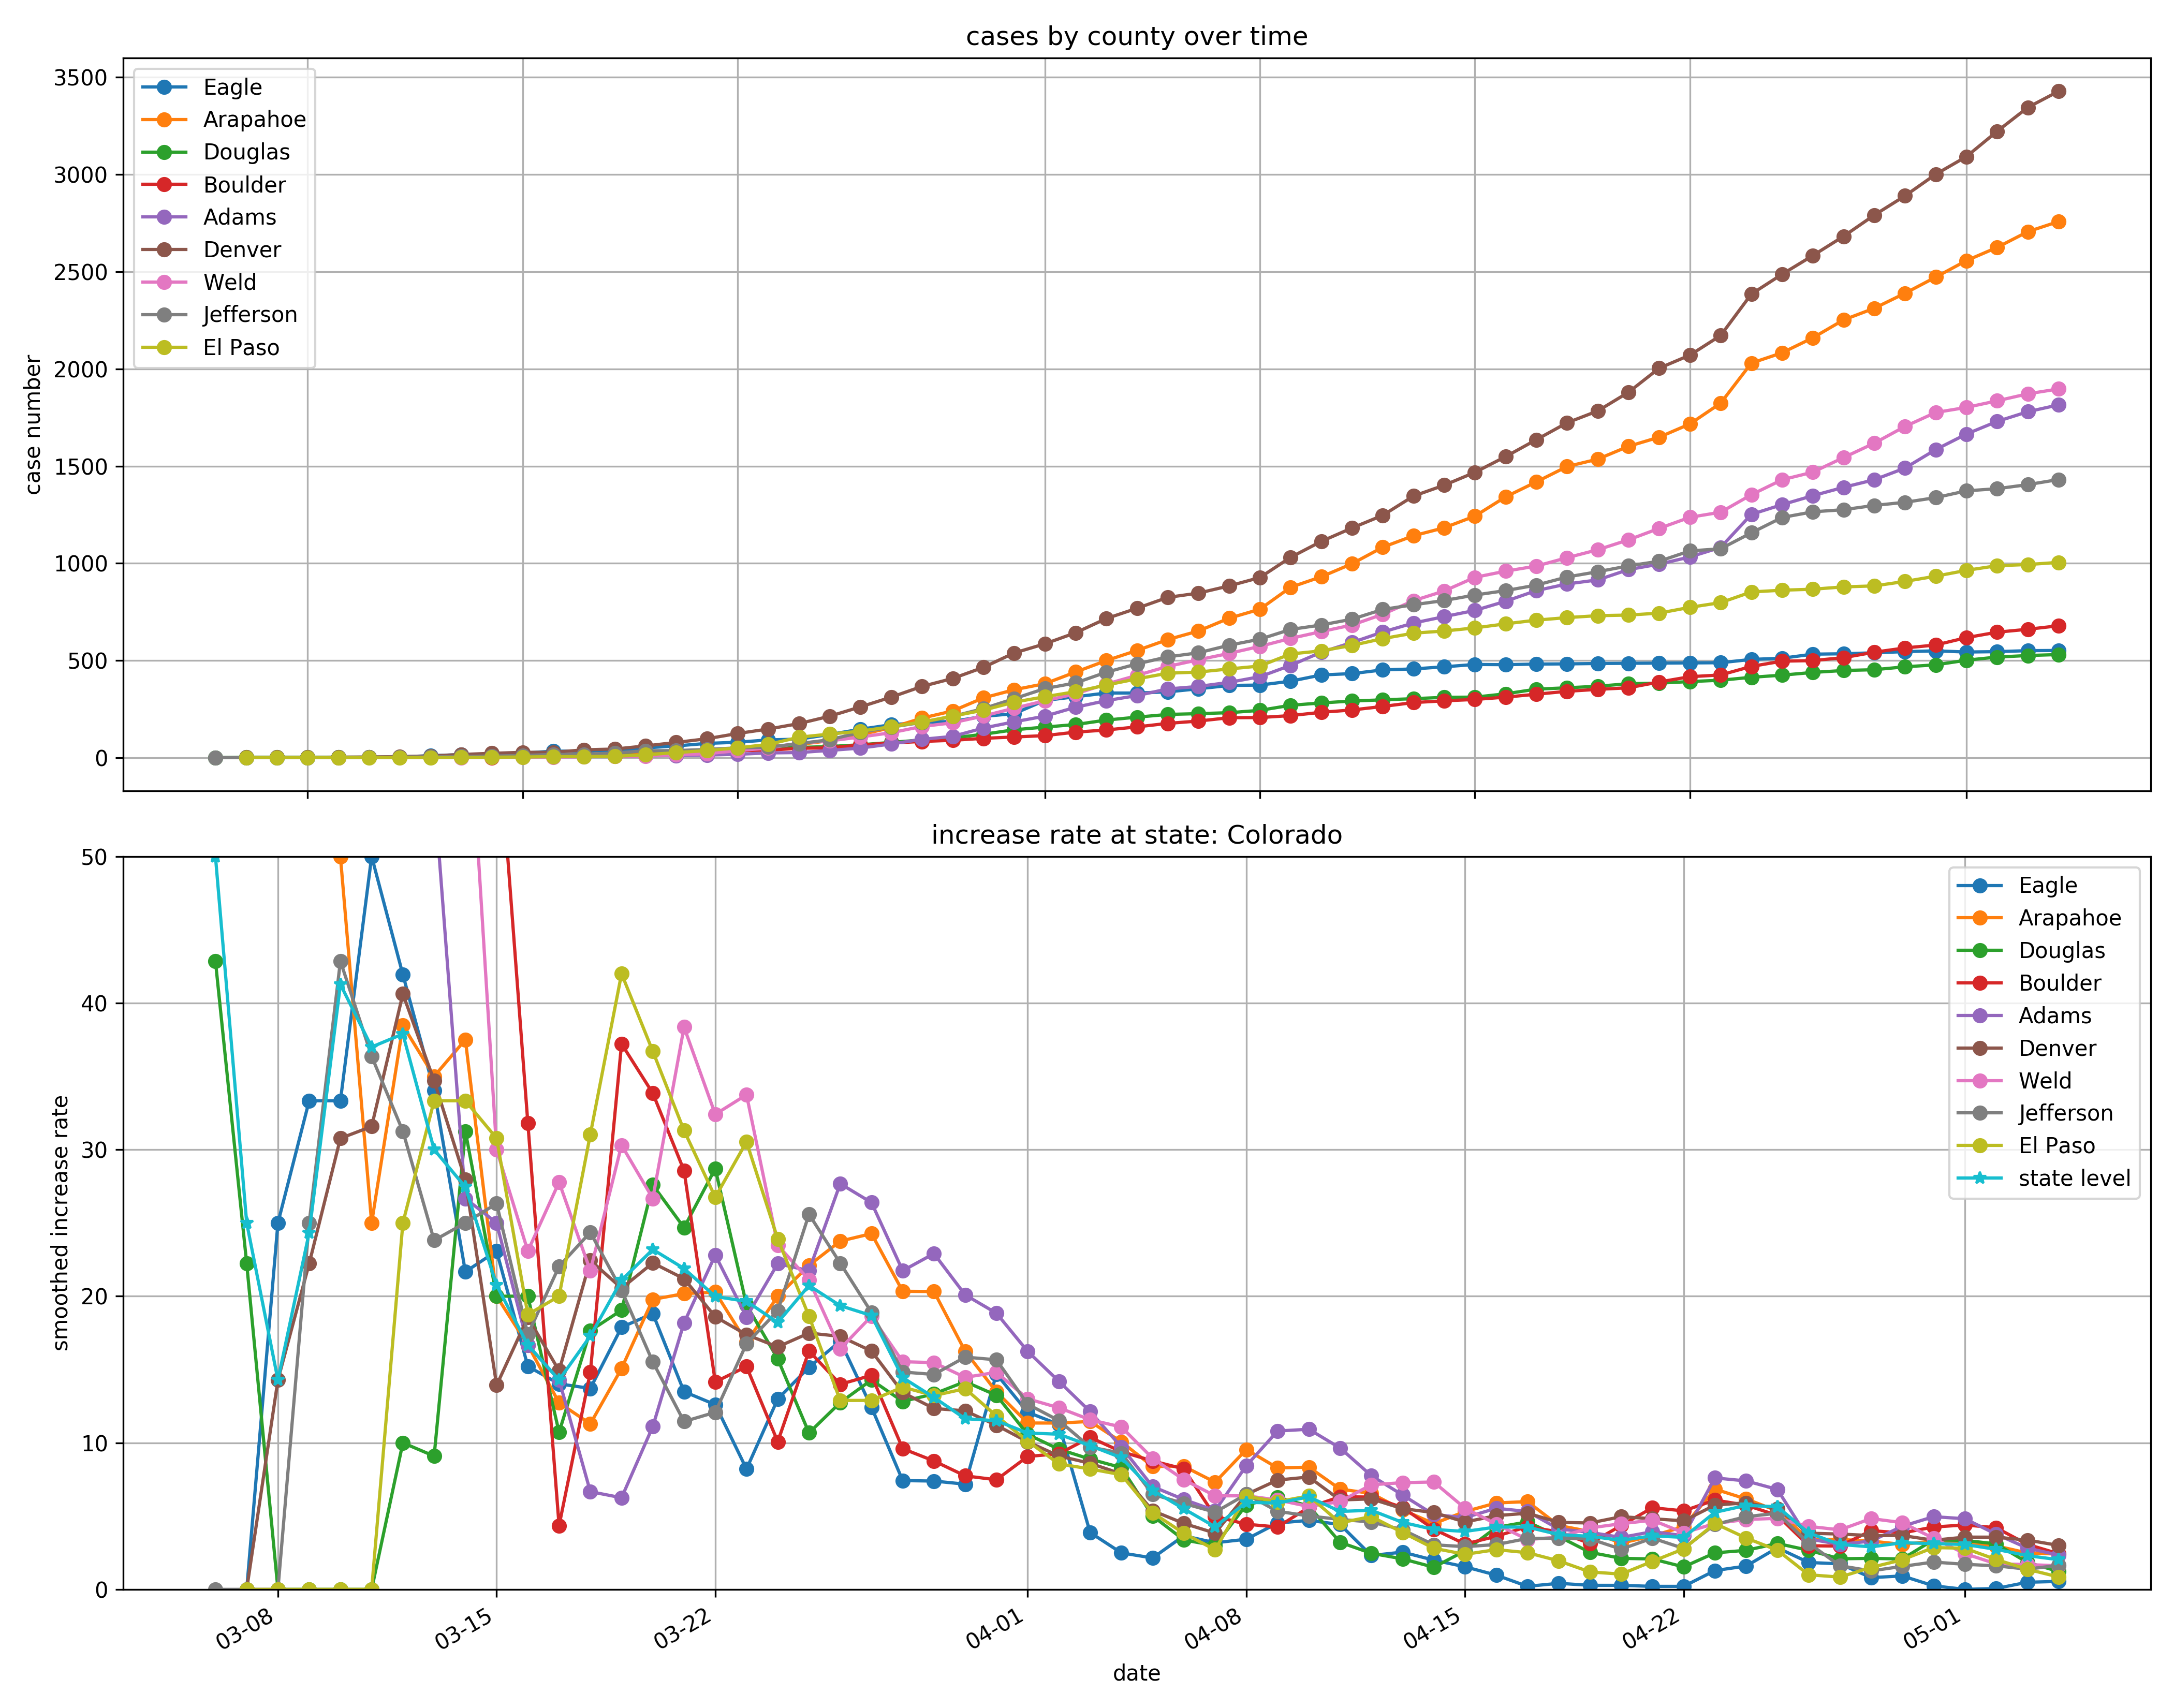 cases by county over time
3500
3000
2500
2000
1500
1000
500
0
case number
Eagle
Arapahoe
Douglas
Boulder
Adams
Denver
Weld
Jefferson
El Paso
increase rate at state: Colorado
50
40
30
20
10
0
smoothed increase rate
Eagle
Arapahoe
Douglas
Boulder
Adams
Denver
Weld
Jefferson
El Paso
state level
03-08
03-15
03-22
04-01
04-08
04-15
04-22
05-01
date